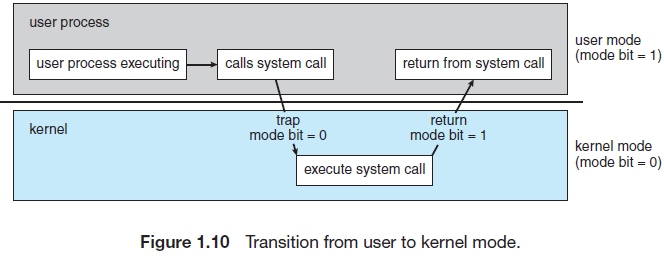 user process
user process executing
calls system call
return from system call
user mode
(mode bit = 1)
kernel
trap
mode bit = 0
return
mode bit = 1
execute system call
kernel mode
(mode bit = 0)
Figure 1.10 Transition from user to kernel mode.